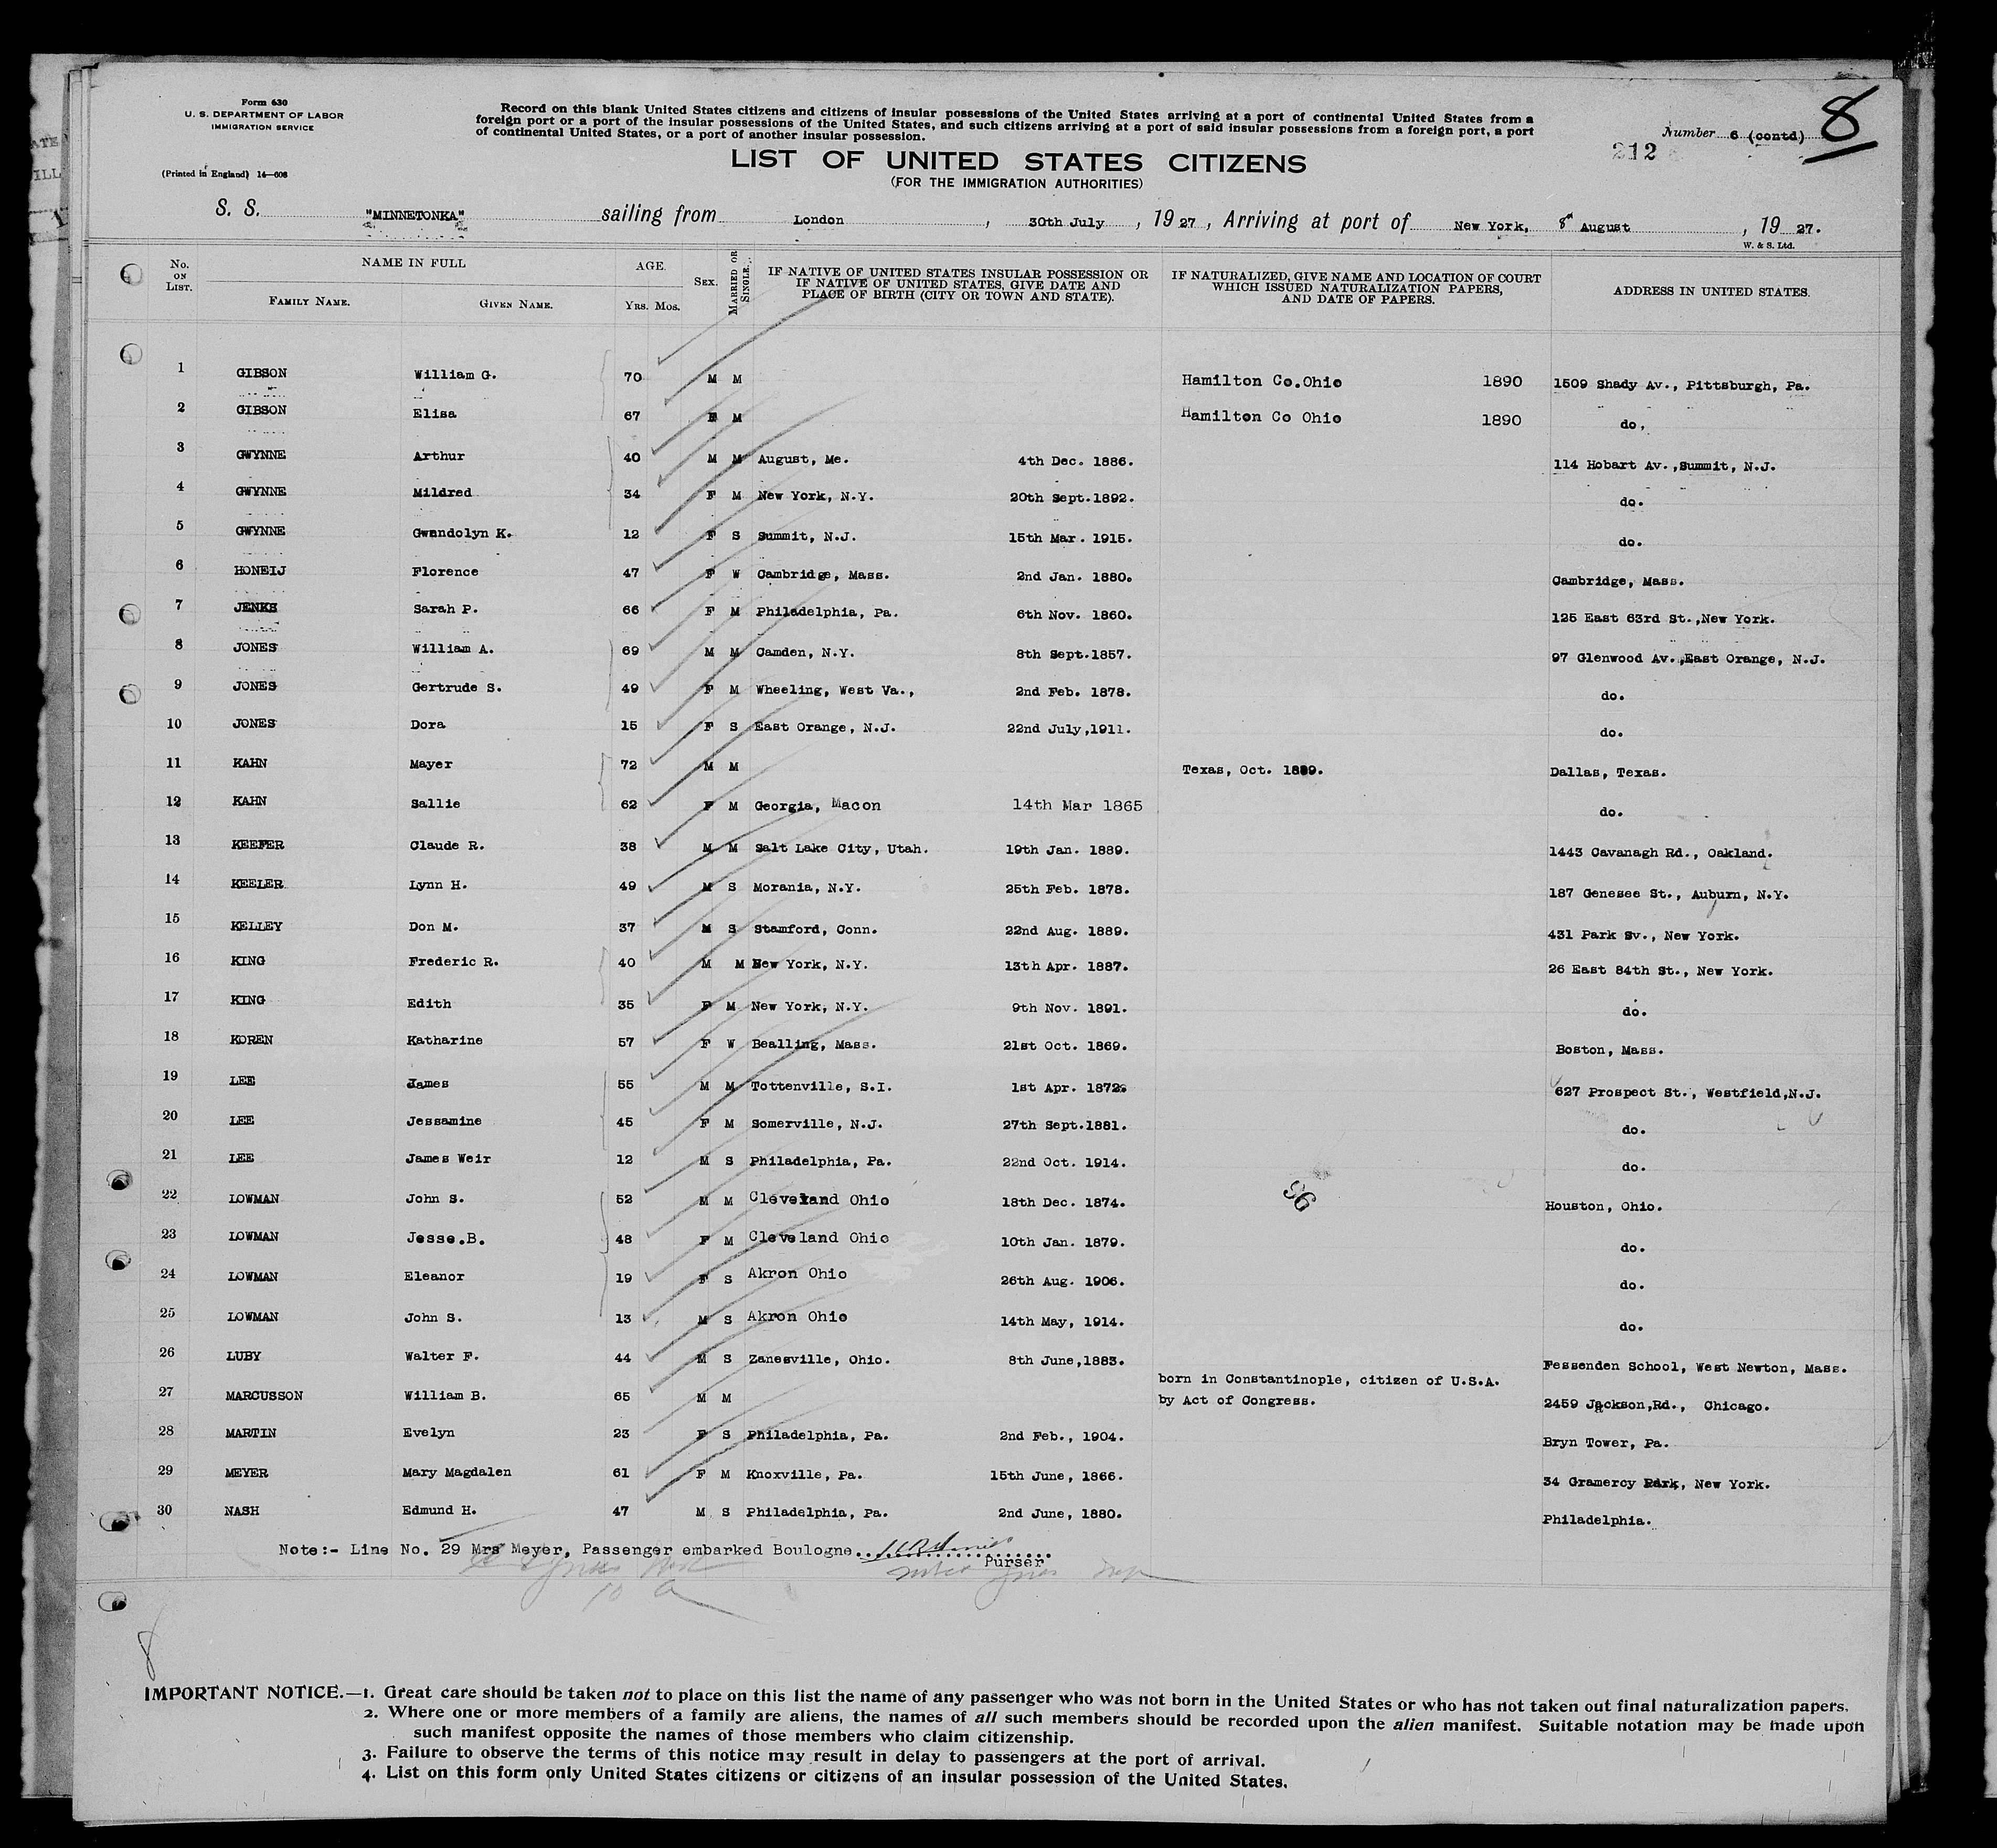 Form 630
U. S. DEPARTMENT OF LABOR
IMMIGRATION SERVICE
(Printed in England) 14—608
Record on this blank United States citizens and citizens of insular possessions of the United States arriving at a port of continental United States from a
foreign port or a port of the insular possessions of the United States, and such citizens arriving at a port of said insular possessions from a foreign port, a port
of continental United States, or a port of another insular possession.
Number 6 (contd) 8
212
LIST OF UNITED STATES CITIZENS
(FOR THE IMMIGRATION AUTHORITIES)
S. S. "MINNETONKA" sailing from London, 30th July, 19 27, Arriving at port of New York, 8th August, 19 27.
W. & S. Ltd.
No. ON LIST. NAME IN FULL FAMILY NAME. GIVEN NAME. AGE. YRS. MOS. SEX. MARRIED OR SINGLE. IF NATIVE OF UNITED STATES INSULAR POSSESSION OR IF NATIVE OF UNITED STATES, GIVE DATE AND PLACE OF BIRTH (CITY OR TOWN AND STATE). IF NATURALIZED, GIVE NAME AND LOCATION OF COURT WHICH ISSUED NATURALIZATION PAPERS, AND DATE OF PAPERS. ADDRESS IN UNITED STATES.
1 GIBSON William G. 70 M M Hamilton Co.Ohio 1890 1509 Shady Av., Pittsburgh, Pa.
2 GIBSON Elisa 67 F M Hamilton Co Ohio 1890 do.
3 GWYNNE Arthur 40 M M August, Me. 4th Dec. 1886. 114 Hobart Av.,Summit, N.J.
4 GWYNNE Mildred 34 F M New York, N.Y. 20th Sept.1892. do.
5 GWYNNE Gwendolyn K. 12 F S Summit, N.J. 15th Mar. 1915. do.
6 HONEIJ Florence 47 F W Cambridge, Mass. 2nd Jan. 1880. Cambridge, Mass.
7 JENKS Sarah P. 66 F M Philadelphia, Pa. 6th Nov. 1860. 125 East 63rd St.,New York.
8 JONES William A. 69 M M Camden, N.Y. 8th Sept.1857. 97 Glenwood Av.,East Orange, N.J.
9 JONES Gertrude S. 49 F M Wheeling, West Va., 2nd Feb. 1878. do.
10 JONES Dora 15 F S East Orange, N.J. 22nd July,1911. do.
11 KAHN Mayer 72 M M Texas, Oct. 1889. Dallas, Texas.
12 KAHN Sallie 62 F M Georgia, Macon 14th Mar 1865 do.
13 KEEFER Claude R. 38 M M Salt Lake City, Utah. 19th Jan. 1889. 1443 Cavanagh Rd., Oakland.
14 KEELER Lynn H. 49 M S Morania, N.Y. 25th Feb. 1878. 187 Genesee St., Auburn, N.Y.
15 KELLEY Don M. 37 M S Stamford, Conn. 22nd Aug. 1889. 431 Park Sv., New York.
16 KING Frederic R. 40 M M New York, N.Y. 13th Apr. 1887. 26 East 84th St., New York.
17 KING Edith 35 F M New York, N.Y. 9th Nov. 1891. do.
18 KOREN Katharine 57 F W Bealling, Mass. 21st Oct. 1869. Boston, Mass.
19 LEE James 55 M M Tottenville, S.I. 1st Apr. 1872. 627 Prospect St., Westfield,N.J.
20 LEE Jessamine 45 F M Somerville, N.J. 27th Sept.1881. do.
21 LEE James Weir 12 M S Philadelphia, Pa. 22nd Oct. 1914. do.
22 LOWMAN John S. 52 M M Cleveland Ohio 18th Dec. 1874. Houston, Ohio.
23 LOWMAN Jesse.B. 48 F M Cleveland Ohio 10th Jan. 1879. do.
24 LOWMAN Eleanor 19 F S Akron Ohio 26th Aug. 1906. do.
25 LOWMAN John S. 13 M S Akron Ohio 14th May, 1914. do.
26 LUBY Walter F. 44 M S Zanesville, Ohio. 8th June,1883. Fessenden School, West Newton, Mass.
27 MARCUSSON William B. 65 M M born in Constantinople, citizen of U.S.A. by Act of Congress. 2459 Jackson,Rd., Chicago.
28 MARTIN Evelyn 23 F S Philadelphia, Pa. 2nd Feb., 1904. Bryn Tower, Pa.
29 MEYER Mary Magdalen 61 F M Knoxville, Pa. 15th June, 1866. 34 Gramercy Park, New York.
30 NASH Edmund H. 47 M S Philadelphia, Pa. 2nd June, 1880. Philadelphia.
36
Note:- Line No. 29 Mrs Meyer, Passenger embarked Boulogne
Purser
8
IMPORTANT NOTICE.—1. Great care should be taken not to place on this list the name of any passenger who was not born in the United States or who has not taken out final naturalization papers.
2. Where one or more members of a family are aliens, the names of all such members should be recorded upon the alien manifest. Suitable notation may be made upon
such manifest opposite the names of those members who claim citizenship.
3. Failure to observe the terms of this notice may result in delay to passengers at the port of arrival.
4. List on this form only United States citizens or citizens of an insular possession of the United States.